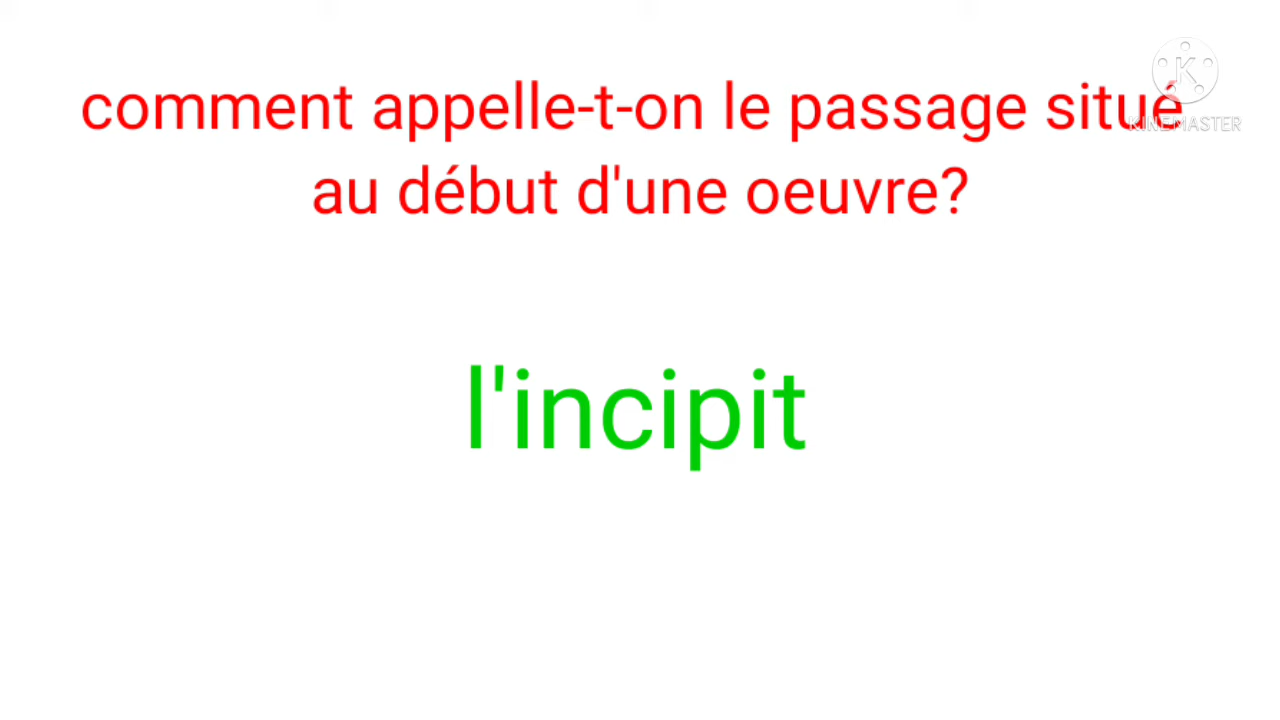 comment appelle-t-on le passage situé
au début d'une oeuvre?
l'incipit
K
KINEMASTER